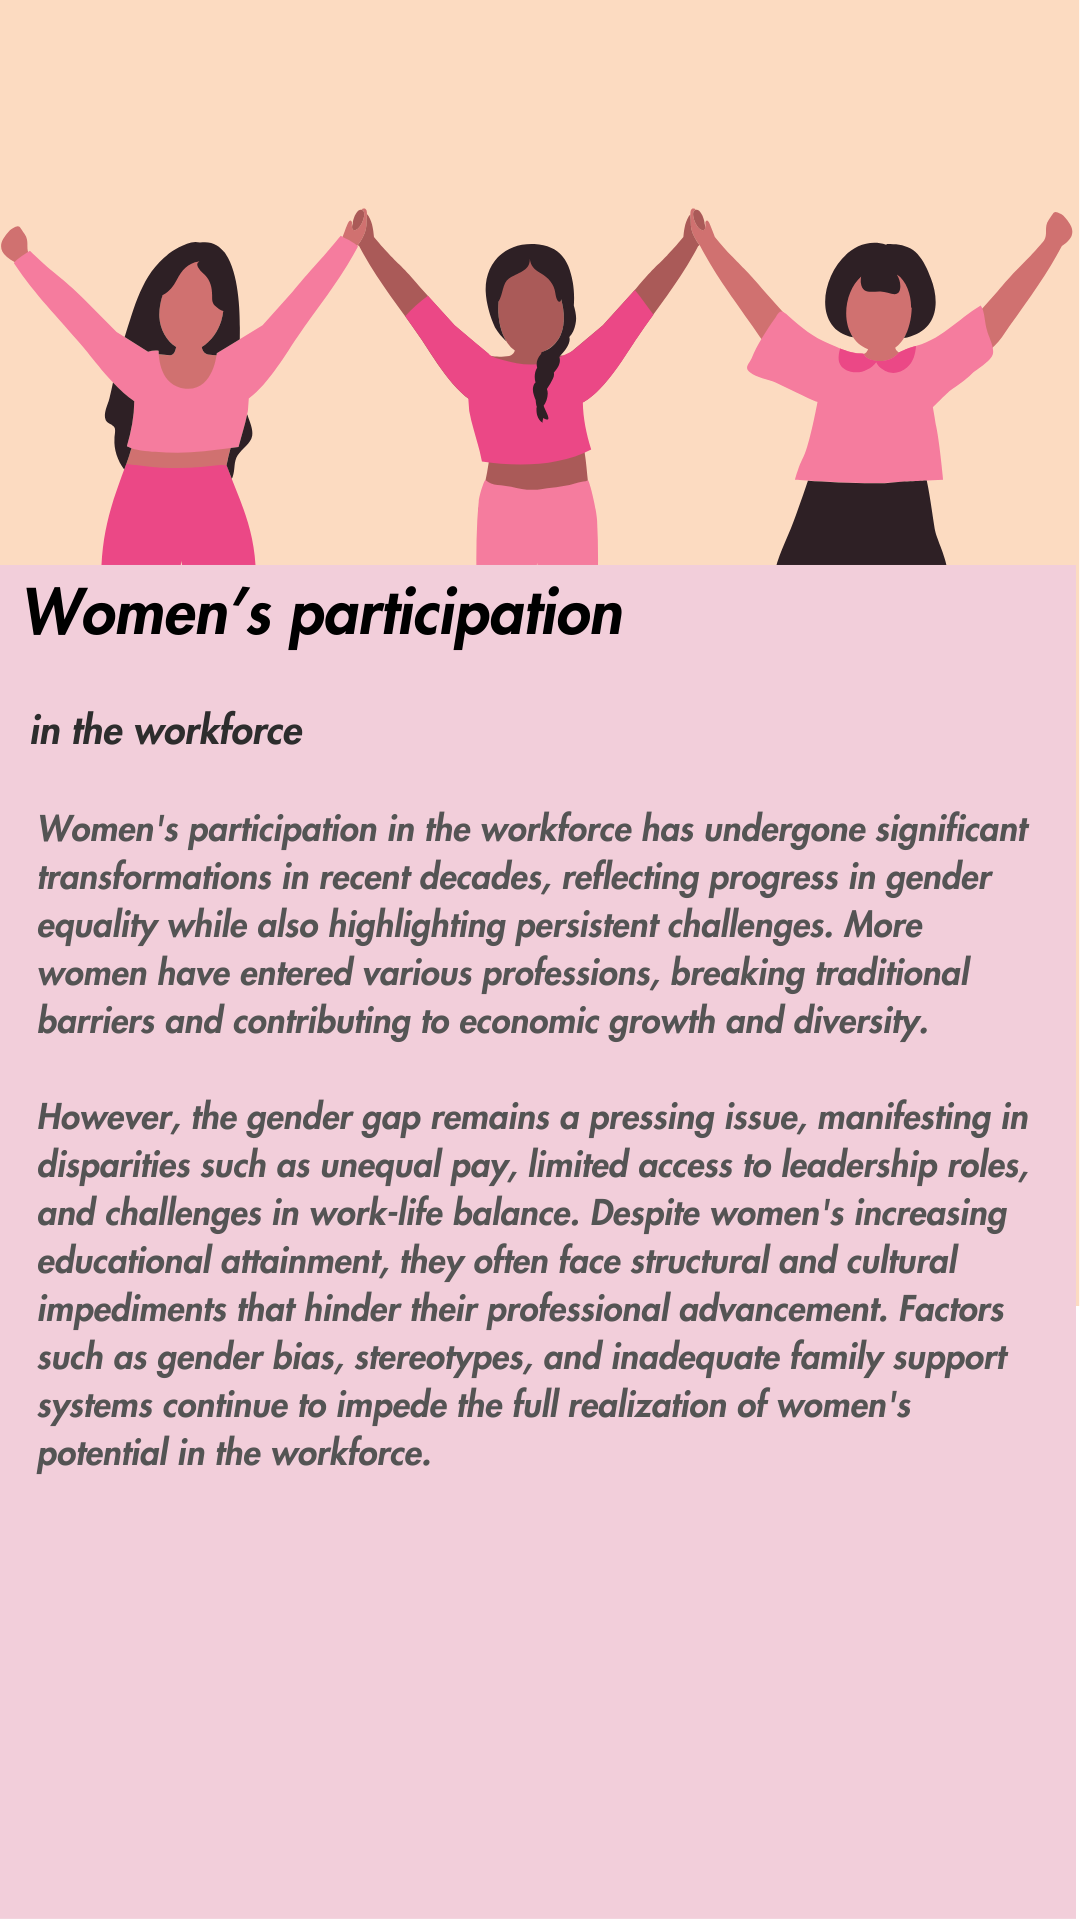 Women’s participation
in the workforce
Women's participation in the workforce has undergone significant
transformations in recent decades, reflecting progress in gender
equality while also highlighting persistent challenges. More
women have entered various professions, breaking traditional
barriers and contributing to economic growth and diversity.
However, the gender gap remains a pressing issue, manifesting in
disparities such as unequal pay, limited access to leadership roles,
and challenges in work-life balance. Despite women's increasing
educational attainment, they often face structural and cultural
impediments that hinder their professional advancement. Factors
such as gender bias, stereotypes, and inadequate family support
systems continue to impede the full realization of women's
potential in the workforce.